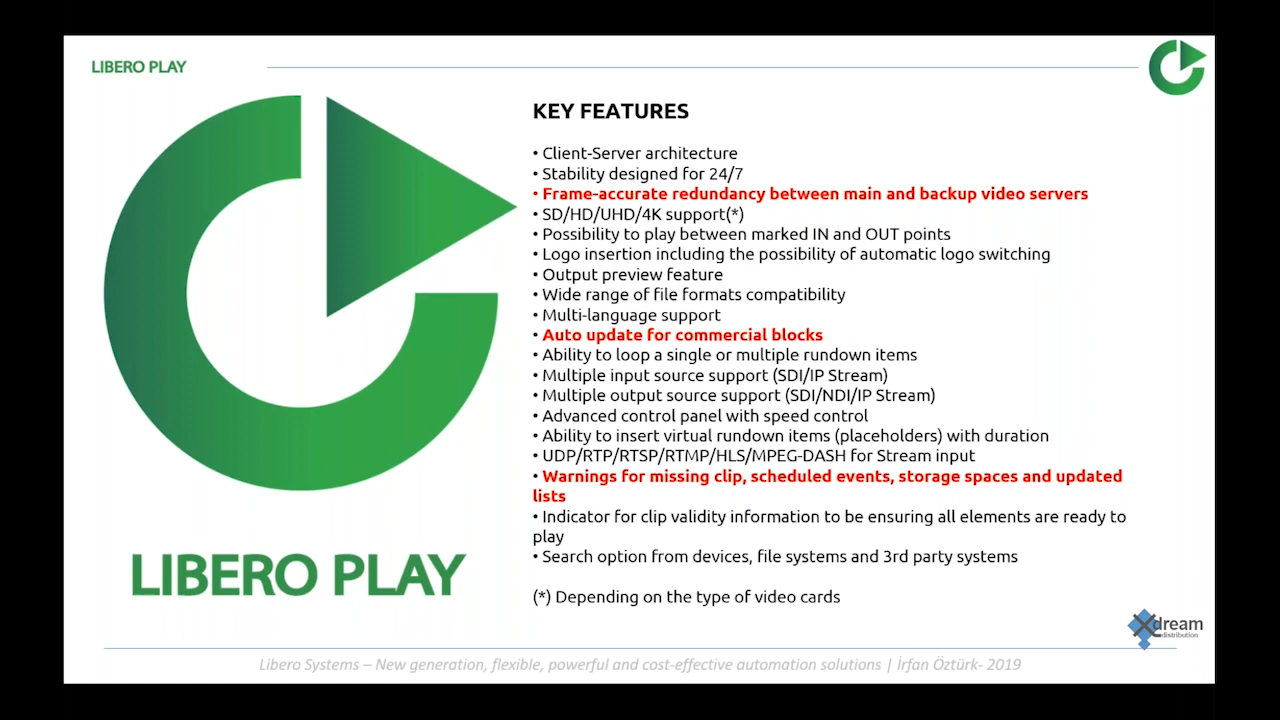 LIBERO PLAY
KEY FEATURES
• Client-Server architecture
• Stability designed for 24/7
• Frame-accurate redundancy between main and backup video servers
• SD/HD/UHD/4K support(*)
• Possibility to play between marked IN and OUT points
• Logo insertion including the possibility of automatic logo switching
• Output preview feature
• Wide range of file formats compatibility
• Multi-language support
• Auto update for commercial blocks
• Ability to loop a single or multiple rundown items
• Multiple input source support (SDI/IP Stream)
• Multiple output source support (SDI/NDI/IP Stream)
• Advanced control panel with speed control
• Ability to insert virtual rundown items (placeholders) with duration
• UDP/RTP/RTSP/RTMP/HLS/MPEG-DASH for Stream input
• Warnings for missing clip, scheduled events, storage spaces and updated
lists
• Indicator for clip validity information to be ensuring all elements are ready to
play
• Search option from devices, file systems and 3rd party systems
(*) Depending on the type of video cards
LIBERO PLAY
Xdream
distribution
Libero Systems – New generation, flexible, powerful and cost-effective automation solutions | İrfan Öztürk- 2019